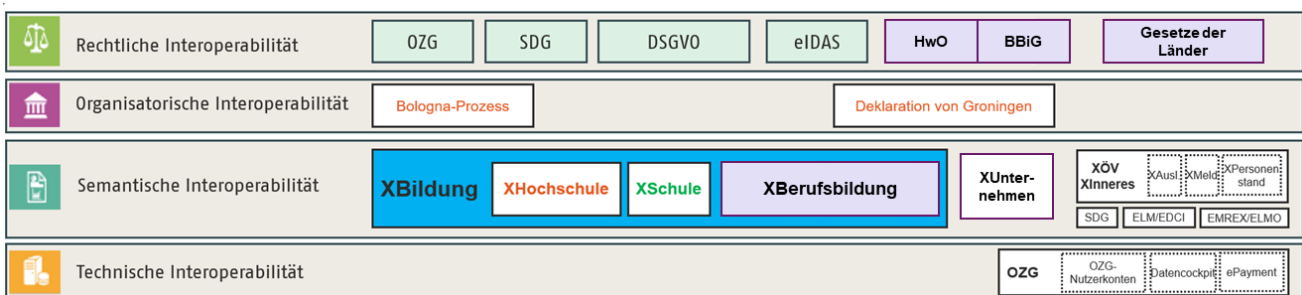 Rechtliche Interoperabilität
OZG
SDG
DSGVO
eIDAS
HwO
BBiG
Gesetze der
Länder
Organisatorische Interoperabilität
Bologna-Prozess
Deklaration von Groningen
Semantische Interoperabilität
XBildung
XHochschule
XSchule
XBerufsbildung
XUnter-
nehmen
XÖV
XInneres
XAusl.
XMeld
XPersonen
stand
SDG
ELM/EDCI
EMREX/ELMO
Technische Interoperabilität
OZG
OZG-
Nutzerkonten
Datencockpit
ePayment